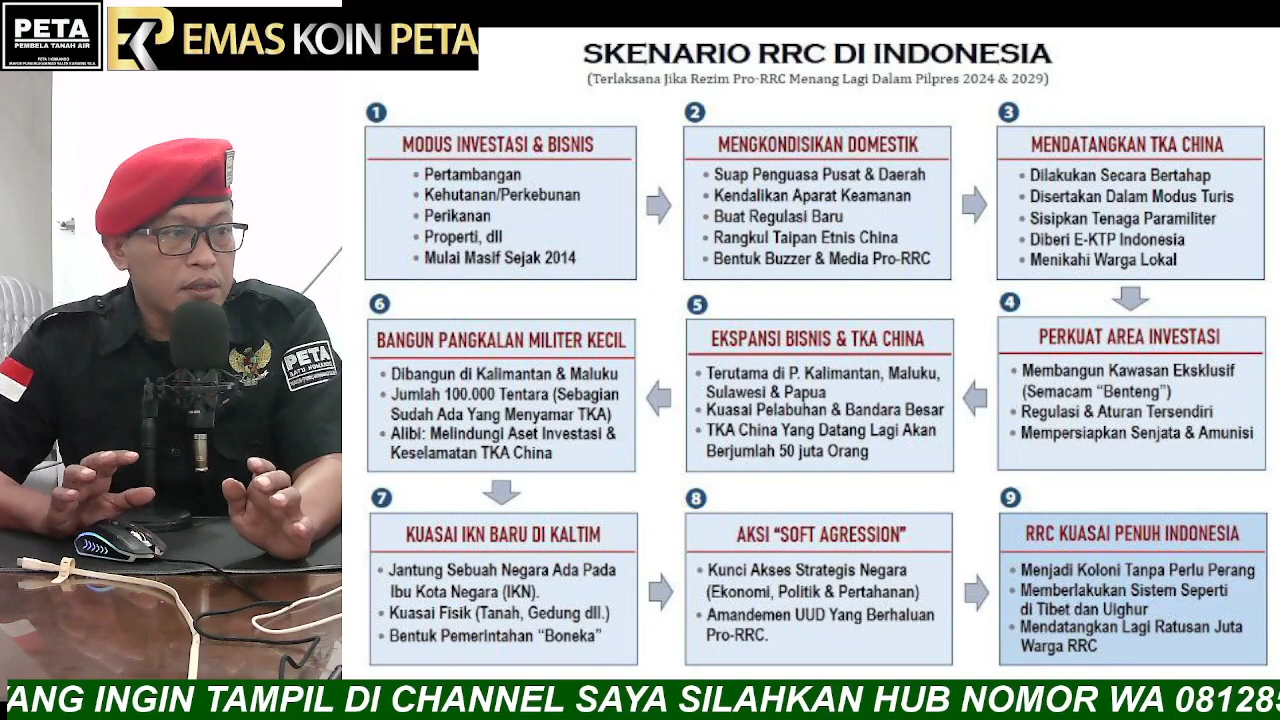 PETA
PEMBELA TANAH AIR
EKP EMAS KOIN PETA
SKENARIO RRC DI INDONESIA
(Terlaksana Jika Rezim Pro-RRC Menang Lagi Dalam Pilpres 2024 & 2029)
1
MODUS INVESTASI & BISNIS
• Pertambangan
• Kehutanan/Perkebunan
• Perikanan
• Properti, dll
• Mulai Masif Sejak 2014
2
MENGKONDISIKAN DOMESTIK
• Suap Penguasa Pusat & Daerah
• Kendalikan Aparat Keamanan
• Buat Regulasi Baru
• Rangkul Taipan Etnis China
• Bentuk Buzzer & Media Pro-RRC
3
MENDATANGKAN TKA CHINA
• Dilakukan Secara Bertahap
• Disertakan Dalam Modus Turis
• Sisipkan Tenaga Paramiliter
• Diberi E-KTP Indonesia
• Menikahi Warga Lokal
4
PERKUAT AREA INVESTASI
• Membangun Kawasan Eksklusif
(Semacam “Benteng”)
• Regulasi & Aturan Tersendiri
• Mempersiapkan Senjata & Amunisi
5
EKSPANSI BISNIS & TKA CHINA
• Terutama di P. Kalimantan, Maluku,
Sulawesi & Papua
• Kuasai Pelabuhan & Bandara Besar
• TKA China Yang Datang Lagi Akan
Berjumlah 50 juta Orang
6
BANGUN PANGKALAN MILITER KECIL
• Dibangun di Kalimantan & Maluku
• Jumlah 100.000 Tentara (Sebagian
Sudah Ada Yang Menyamar TKA)
• Alibi: Melindungi Aset Investasi &
Keselamatan TKA China
7
KUASAI IKN BARU DI KALTIM
• Jantung Sebuah Negara Ada Pada
Ibu Kota Negara (IKN).
• Kuasai Fisik (Tanah, Gedung dll.)
• Bentuk Pemerintahan “Boneka”
8
AKSI “SOFT AGRESSION”
• Kunci Akses Strategis Negara
(Ekonomi, Politik & Pertahanan)
• Amandemen UUD Yang Berhaluan
Pro-RRC.
9
RRC KUASAI PENUH INDONESIA
• Menjadi Koloni Tanpa Perlu Perang
• Memberlakukan Sistem Seperti
di Tibet dan Uighur
• Mendatangkan Lagi Ratusan Juta
Warga RRC
PETA
SATU KOMANDO
YANG INGIN TAMPIL DI CHANNEL SAYA SILAHKAN HUB NOMOR WA 081285